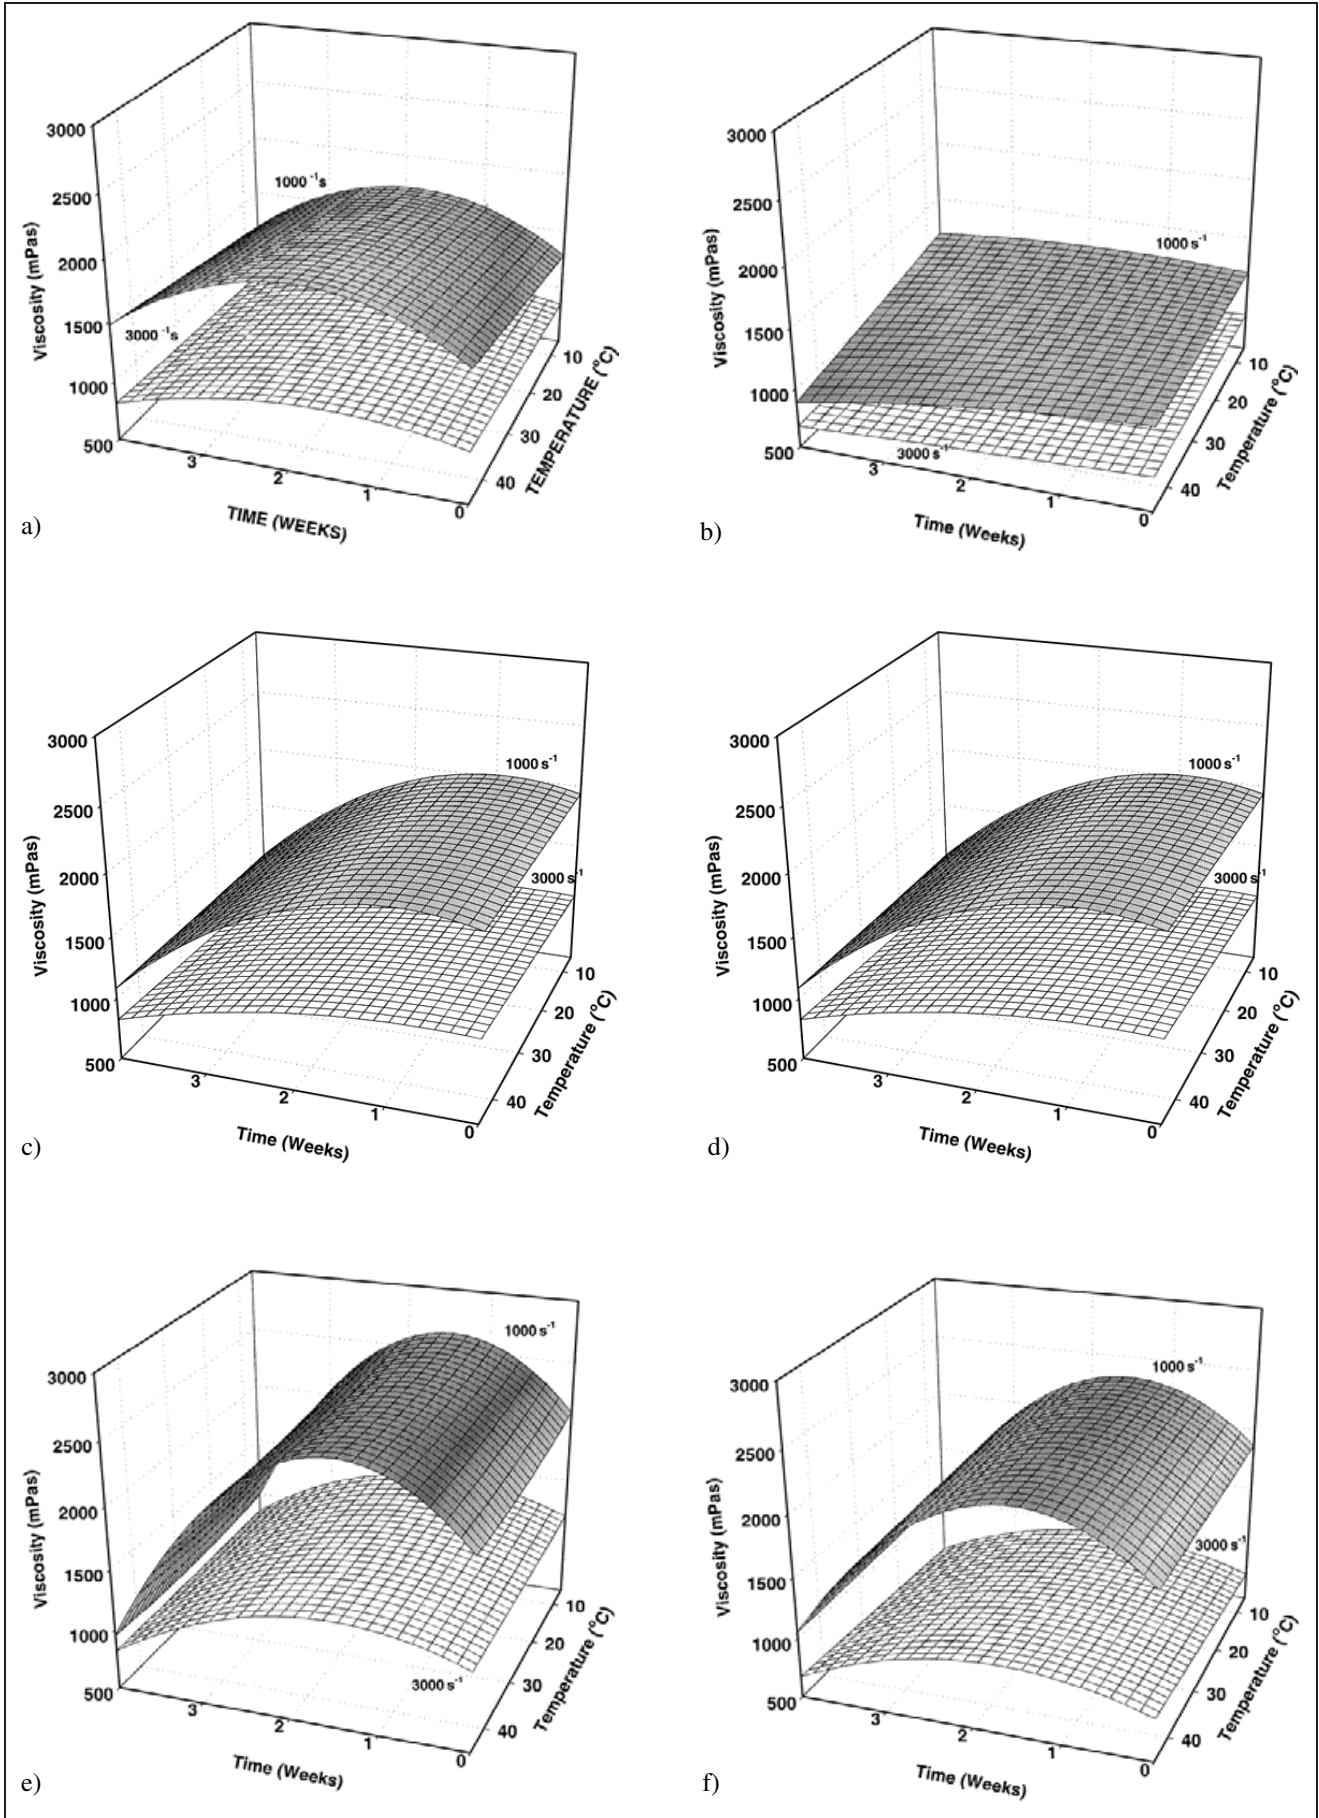 3000
2500
2000
1500
1000
500
Viscosity (mPas)
1000 ⁻¹s
3000 ⁻¹s
3
2
1
0
TIME (WEEKS)
10
20
30
40
TEMPERATURE (°C)
a)
3000
2500
2000
1500
1000
500
Viscosity (mPas)
1000 s⁻¹
3000 s⁻¹
3
2
1
0
Time (Weeks)
10
20
30
40
Temperature (°C)
b)
3000
2500
2000
1500
1000
500
Viscosity (mPas)
1000 s⁻¹
3000 s⁻¹
3
2
1
0
Time (Weeks)
10
20
30
40
Temperature (°C)
c)
3000
2500
2000
1500
1000
500
Viscosity (mPas)
1000 s⁻¹
3000 s⁻¹
3
2
1
0
Time (Weeks)
10
20
30
40
Temperature (°C)
d)
3000
2500
2000
1500
1000
500
Viscosity (mPas)
1000 s⁻¹
3000 s⁻¹
3
2
1
0
Time (Weeks)
10
20
30
40
Temperature (°C)
e)
3000
2500
2000
1500
1000
500
Viscosity (mPas)
1000 s⁻¹
3000 s⁻¹
3
2
1
0
Time (Weeks)
10
20
30
40
Temperature (°C)
f)